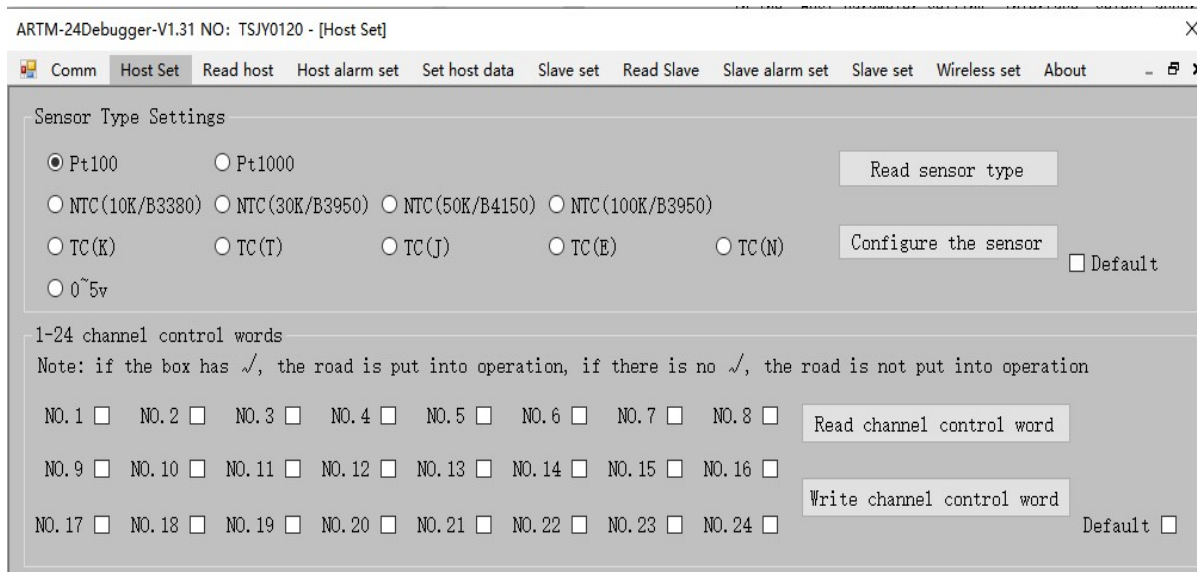 ARTM-24Debugger-V1.31 NO: TSJY0120 - [Host Set]
Comm Host Set Read host Host alarm set Set host data Slave set Read Slave Slave alarm set Slave set Wireless set About
Sensor Type Settings
Pt100 Pt1000 Read sensor type
NTC(10K/B3380) NTC(30K/B3950) NTC(50K/B4150) NTC(100K/B3950)
TC(K) TC(T) TC(J) TC(E) TC(N) Configure the sensor Default
0~5v
1-24 channel control words
Note: if the box has √, the road is put into operation, if there is no √, the road is not put into operation
NO.1 NO.2 NO.3 NO.4 NO.5 NO.6 NO.7 NO.8 Read channel control word
NO.9 NO.10 NO.11 NO.12 NO.13 NO.14 NO.15 NO.16
Write channel control word
NO.17 NO.18 NO.19 NO.20 NO.21 NO.22 NO.23 NO.24 Default